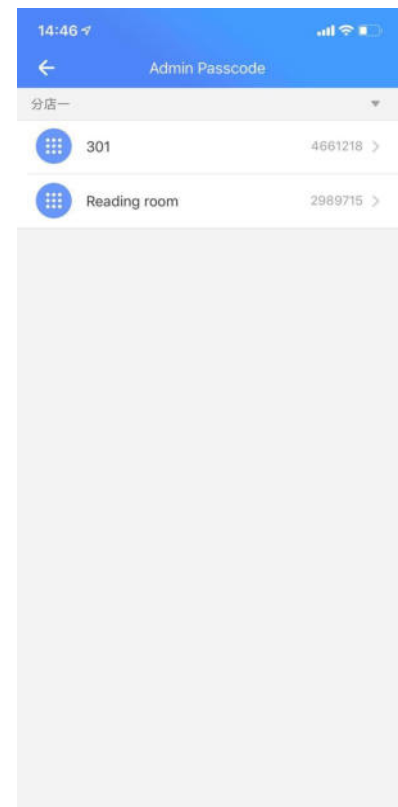 14:46
Admin Passcode
分店一
301 4661218
Reading room 2989715